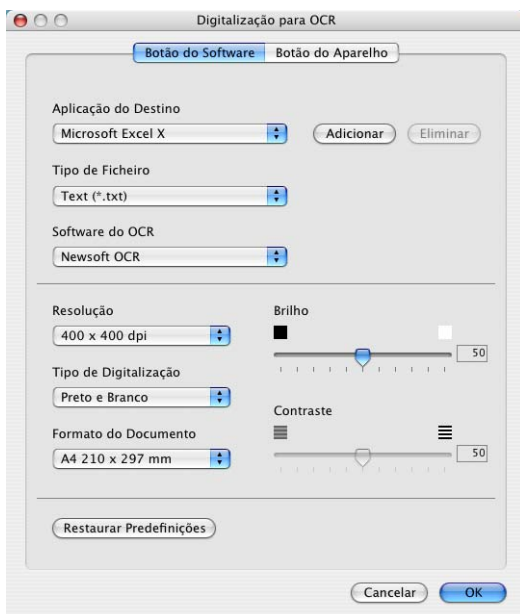 Digitalização para OCR
Botão do Software Botão do Aparelho
Aplicação do Destino
Microsoft Excel X Adicionar Eliminar
Tipo de Ficheiro
Text (*.txt)
Software do OCR
Newsoft OCR
Resolução Brilho
400 x 400 dpi
50
Tipo de Digitalização
Preto e Branco
Contraste
Formato do Documento
A4 210 x 297 mm 50
Restaurar Predefinições
Cancelar OK